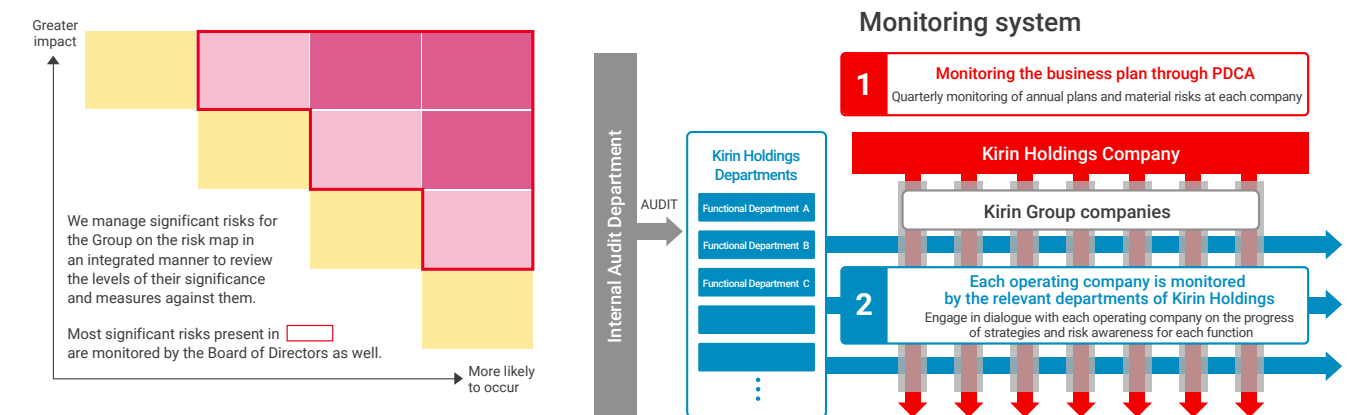 Greater
impact
We manage significant risks for
the Group on the risk map in
an integrated manner to review
the levels of their significance
and measures against them.
Most significant risks present in
are monitored by the Board of Directors as well.
More likely
to occur
Monitoring system
1
Monitoring the business plan through PDCA
Quarterly monitoring of annual plans and material risks at each company
Internal Audit Department
AUDIT
Kirin Holdings
Departments
Functional Department A
Functional Department B
Functional Department C
Kirin Holdings Company
Kirin Group companies
2
Each operating company is monitored
by the relevant departments of Kirin Holdings
Engage in dialogue with each operating company on the progress
of strategies and risk awareness for each function